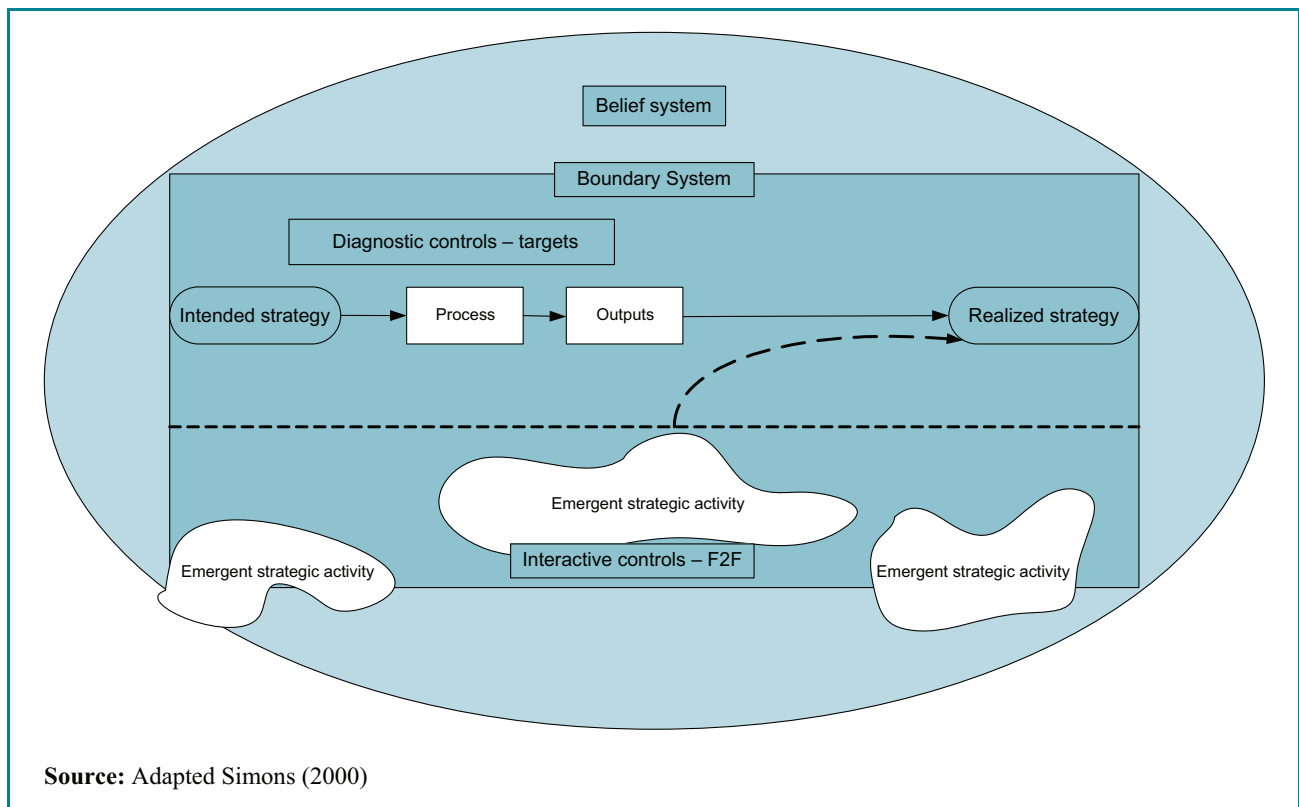 Belief system
Boundary System
Diagnostic controls – targets
Intended strategy
Process
Outputs
Realized strategy
Emergent strategic activity
Interactive controls – F2F
Emergent strategic activity
Emergent strategic activity
Source: Adapted Simons (2000)